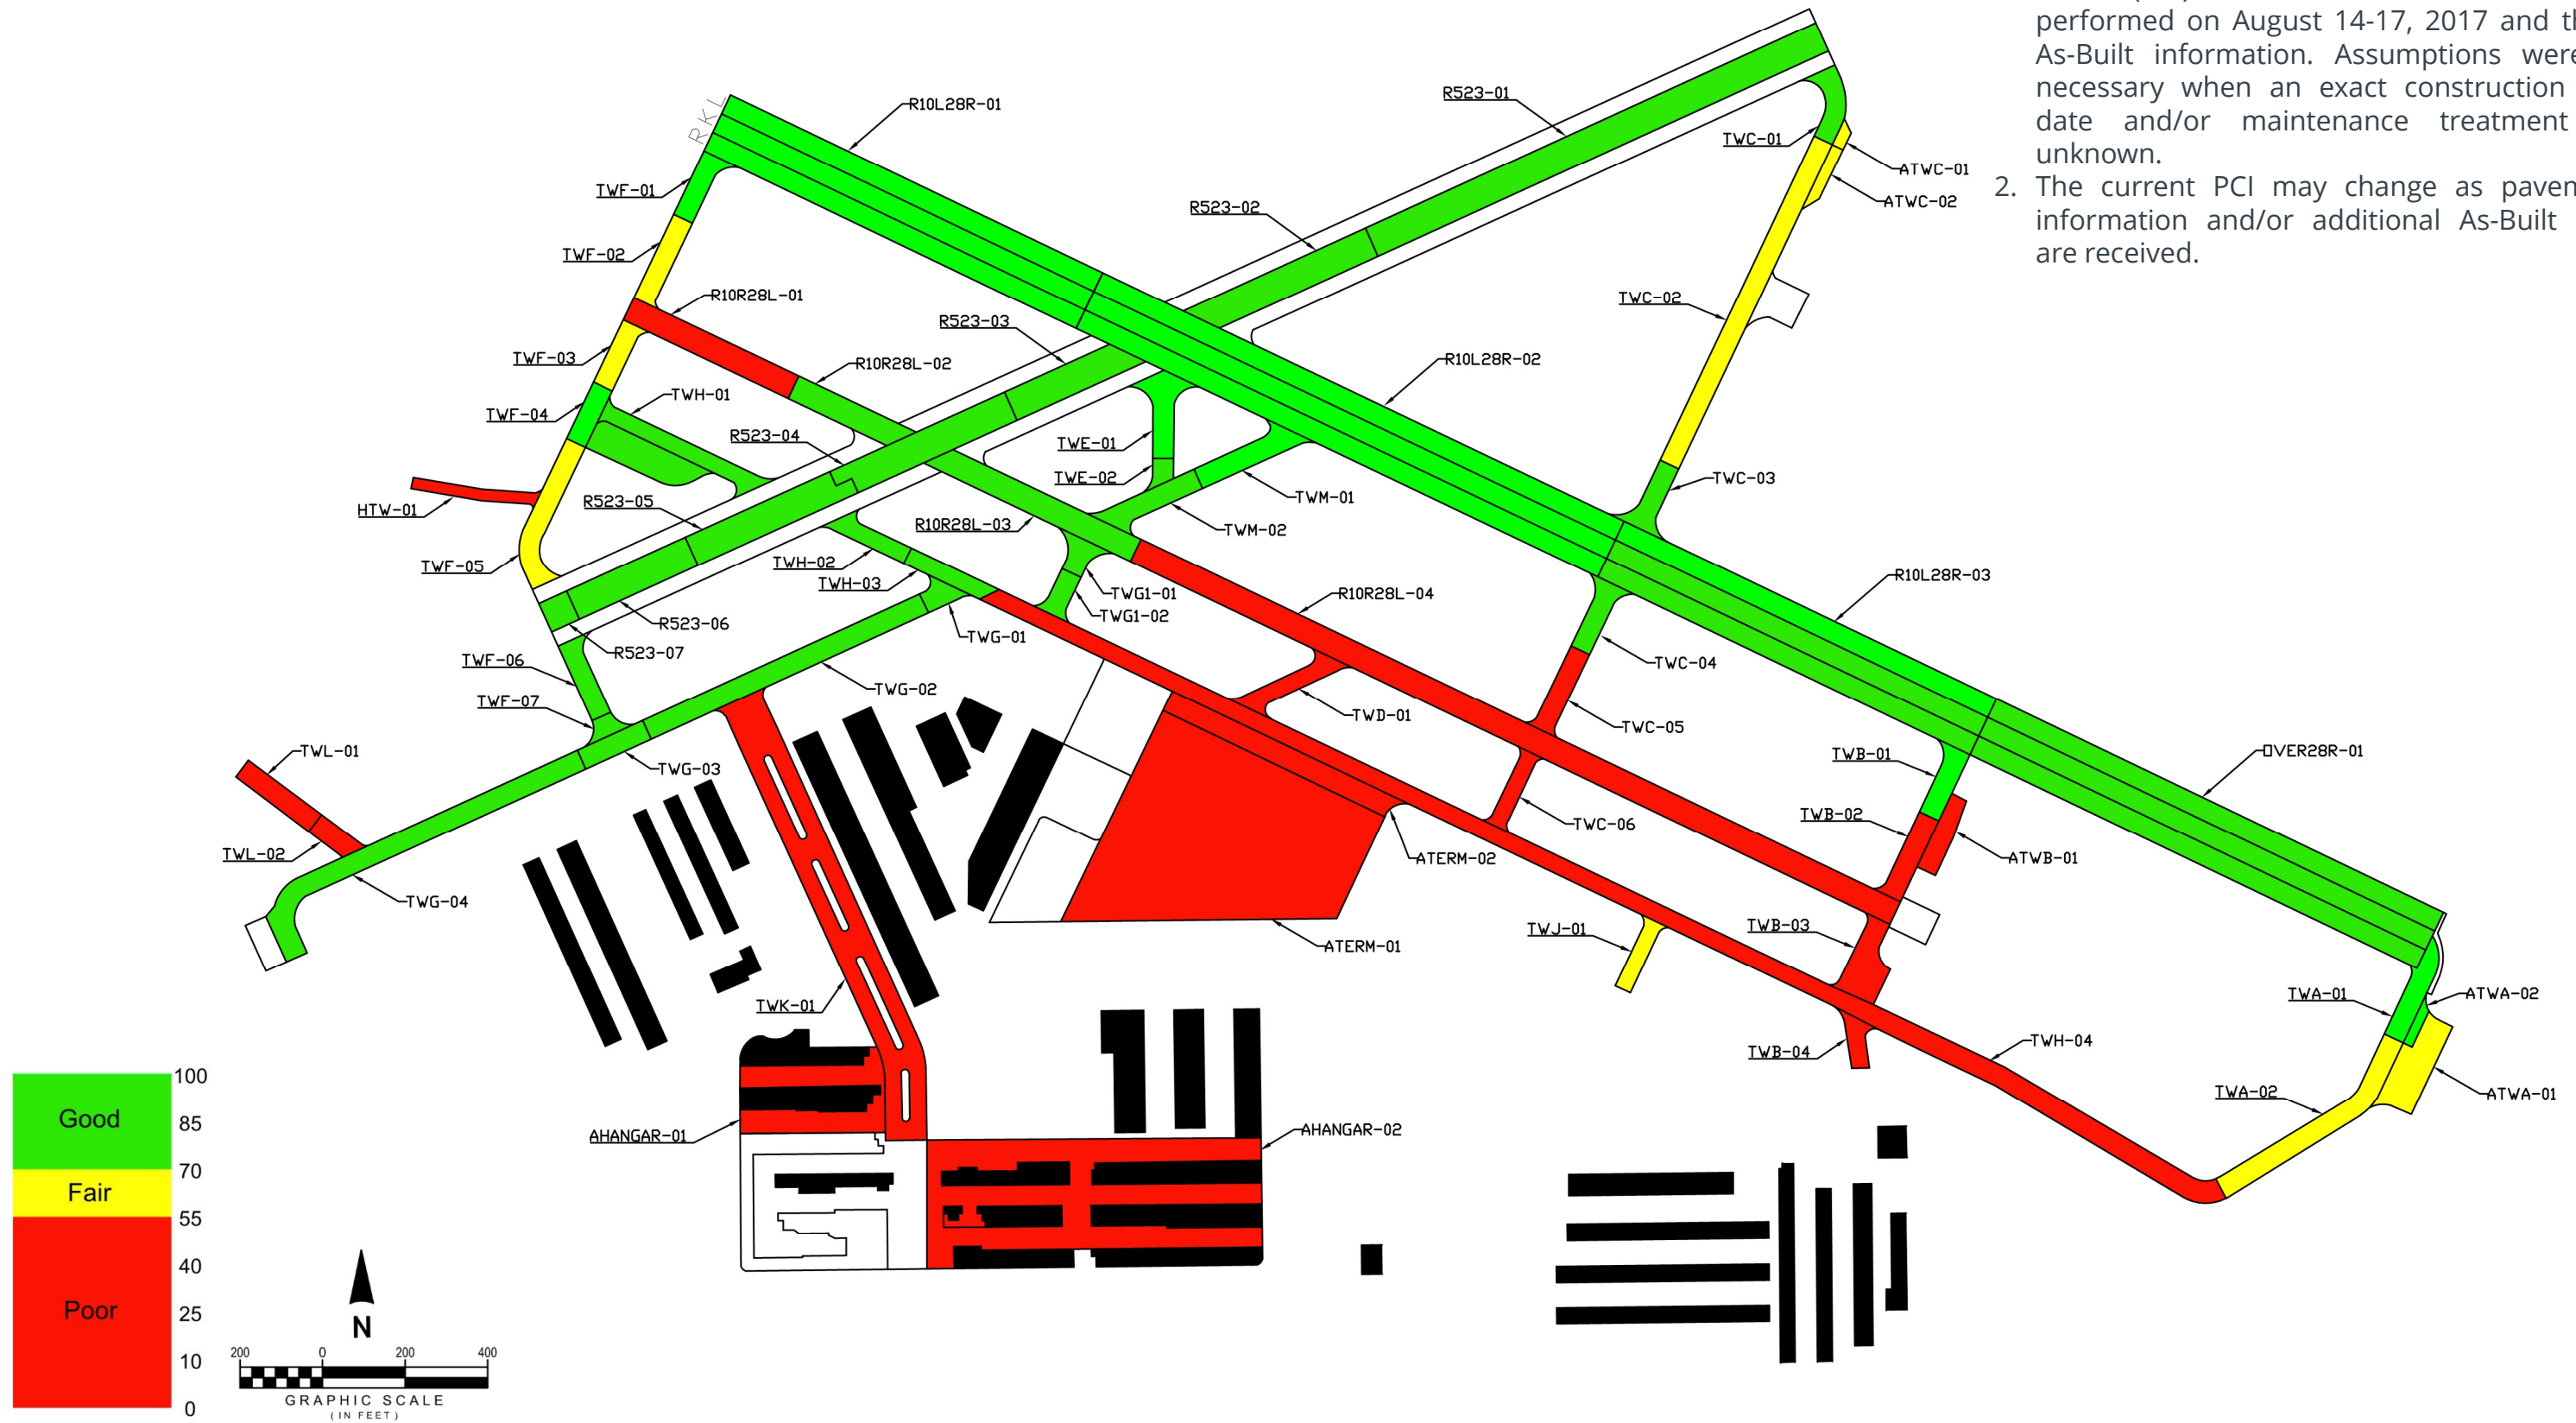 performed on August 14-17, 2017 and
As-Built information. Assumptions were
necessary when an exact construction
date and/or maintenance treatment
unknown.
2. The current PCI may change as
information and/or additional As-Built
are received.
RKL
R10L28R-01
R523-01
TWC-01
ATWC-01
ATWC-02
TWF-01
R523-02
TWF-02
R10R28L-01
TWC-02
R523-03
TWF-03
R10R28L-02
R10L28R-02
TWH-01
TWF-04
R523-04
TWE-01
TWE-02
TWC-03
TWM-01
HTW-01
R523-05
R10R28L-03
TWM-02
TWF-05
TWH-02
TWH-03
R10L28R-03
TWG1-01
R10R28L-04
TWG1-02
R523-06
TWG-01
R523-07
TWF-06
TWC-04
TWG-02
TWF-07
TWD-01
TWC-05
TWL-01
TWG-03
TWB-01
OVER28R-01
TWB-02
TWC-06
TWL-02
ATERM-02
ATWB-01
TWG-04
TWB-03
TWJ-01
ATERM-01
TWK-01
TWA-01
ATWA-02
TWH-04
TWB-04
TWA-02
ATWA-01
AHANGAR-01
AHANGAR-02
100
Good
85
70
Fair
55
40
Poor
25
10
0
N
200 0 200 400
GRAPHIC SCALE
( IN FEET )